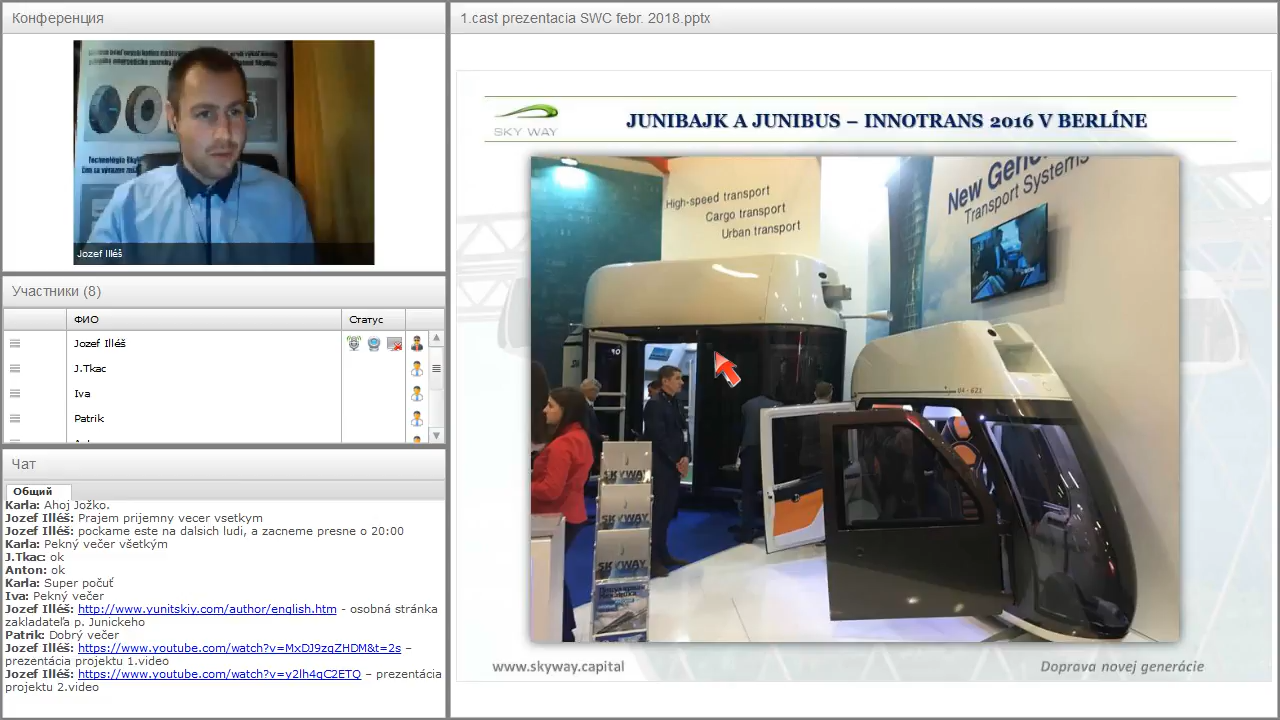 Конференция
Jozef Illéš
Участники (8)
ФИО
Статус
Jozef Illéš
J.Tkac
Iva
Patrik
Чат
Общий
Karla: Ahoj Jožko.
Jozef Illéš: Prajem prijemny vecer vsetkym
Jozef Illéš: pockame este na dalsich ludi, a zacneme presne o 20:00
Karla: Pekný večer všetkým
J.Tkac: ok
Anton: ok
Karla: Super počuť
Iva: Pekný večer
Jozef Illéš: http://www.yunitskiy.com/author/english.htm - osobná stránka
zakladateľa p. Junickeho
Patrik: Dobrý večer
Jozef Illéš: https://www.youtube.com/watch?v=MxDJ9zqZHDM&t=2s –
prezentácia projektu 1.video
Jozef Illéš: https://www.youtube.com/watch?v=y2lh4qC2ETQ – prezentácia
projektu 2.video
1.cast prezentacia SWC febr. 2018.pptx
SKY WAY
JUNIBAJK A JUNIBUS – INNOTRANS 2016 V BERLÍNE
High-speed transport
Cargo transport
Urban transport
New
Transport Systems
U4 - 621
SKYWAY
SKYWAY
SKYWAY
www.skyway.capital
Doprava novej generácie